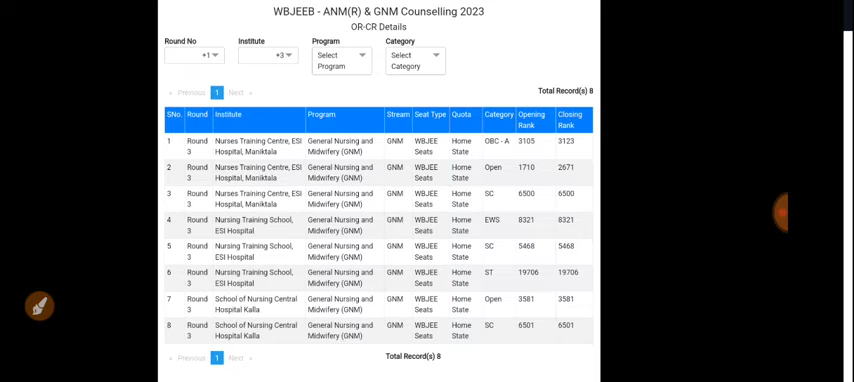 WBJEEB - ANM(R) & GNM Counselling 2023
OR-CR Details
Round No Institute Program Category
+1 +3 Select Program Select Category
« Previous 1 Next »
Total Record(s) 8
SNo. Round Institute Program Stream Seat Type Quota Category Opening Rank Closing Rank
1 Round 3 Nurses Training Centre, ESI Hospital, Maniktala General Nursing and Midwifery (GNM) GNM WBJEE Seats Home State OBC - A 3105 3123
2 Round 3 Nurses Training Centre, ESI Hospital, Maniktala General Nursing and Midwifery (GNM) GNM WBJEE Seats Home State Open 1710 2671
3 Round 3 Nurses Training Centre, ESI Hospital, Maniktala General Nursing and Midwifery (GNM) GNM WBJEE Seats Home State SC 6500 6500
4 Round 3 Nursing Training School, ESI Hospital General Nursing and Midwifery (GNM) GNM WBJEE Seats Home State EWS 8321 8321
5 Round 3 Nursing Training School, ESI Hospital General Nursing and Midwifery (GNM) GNM WBJEE Seats Home State SC 5468 5468
6 Round 3 Nursing Training School, ESI Hospital General Nursing and Midwifery (GNM) GNM WBJEE Seats Home State ST 19706 19706
7 Round 3 School of Nursing Central Hospital Kalla General Nursing and Midwifery (GNM) GNM WBJEE Seats Home State Open 3581 3581
8 Round 3 School of Nursing Central Hospital Kalla General Nursing and Midwifery (GNM) GNM WBJEE Seats Home State SC 6501 6501
« Previous 1 Next »
Total Record(s) 8